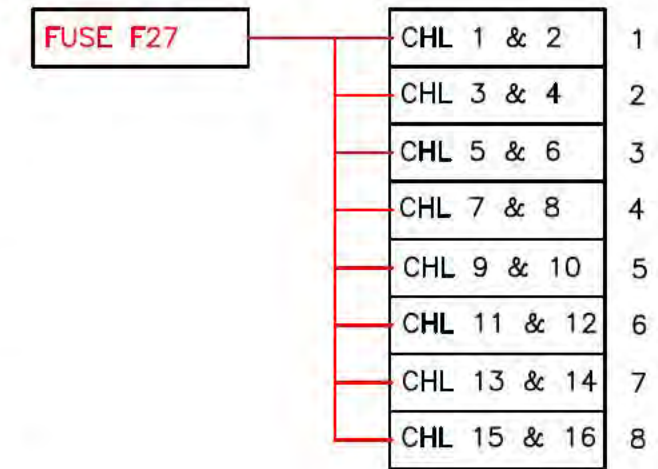 FUSE F27
CHL 1 & 2 1
CHL 3 & 4 2
CHL 5 & 6 3
CHL 7 & 8 4
CHL 9 & 10 5
CHL 11 & 12 6
CHL 13 & 14 7
CHL 15 & 16 8